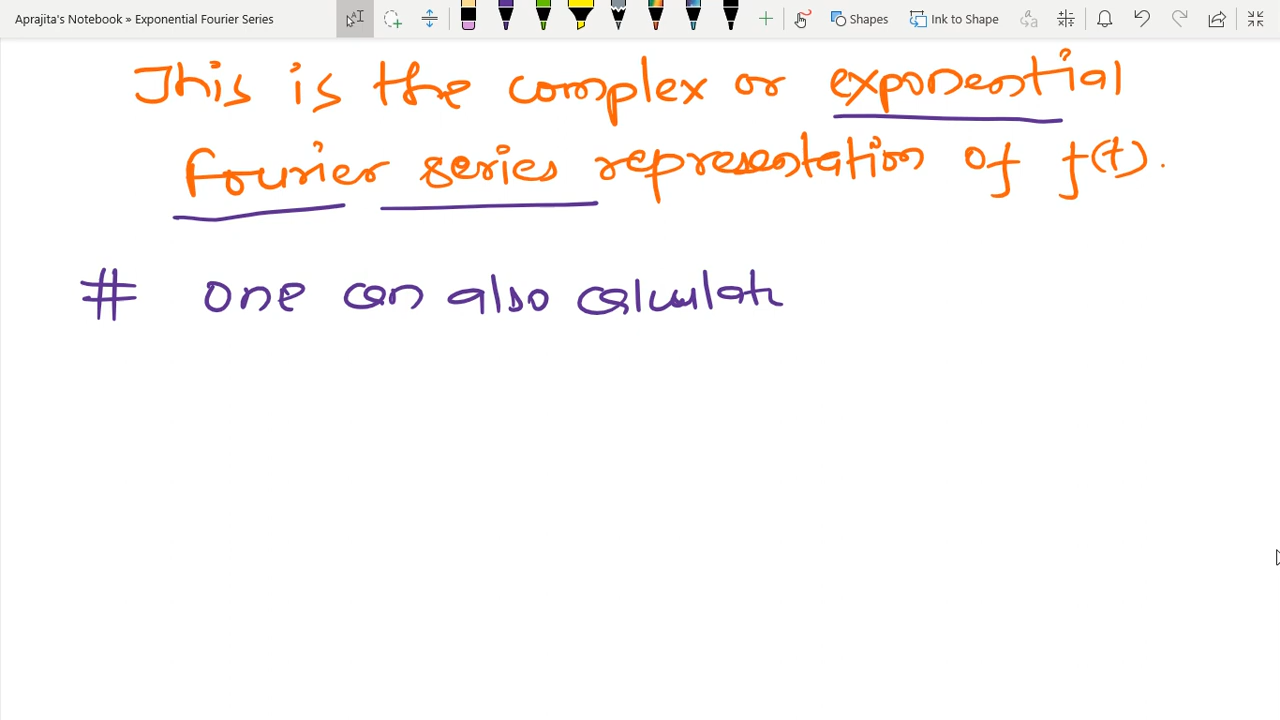 Aprajita's Notebook » Exponential Fourier Series
Shapes
Ink to Shape
This is the complex or exponential
Fourier series representation of f(t).
# One can also calculate